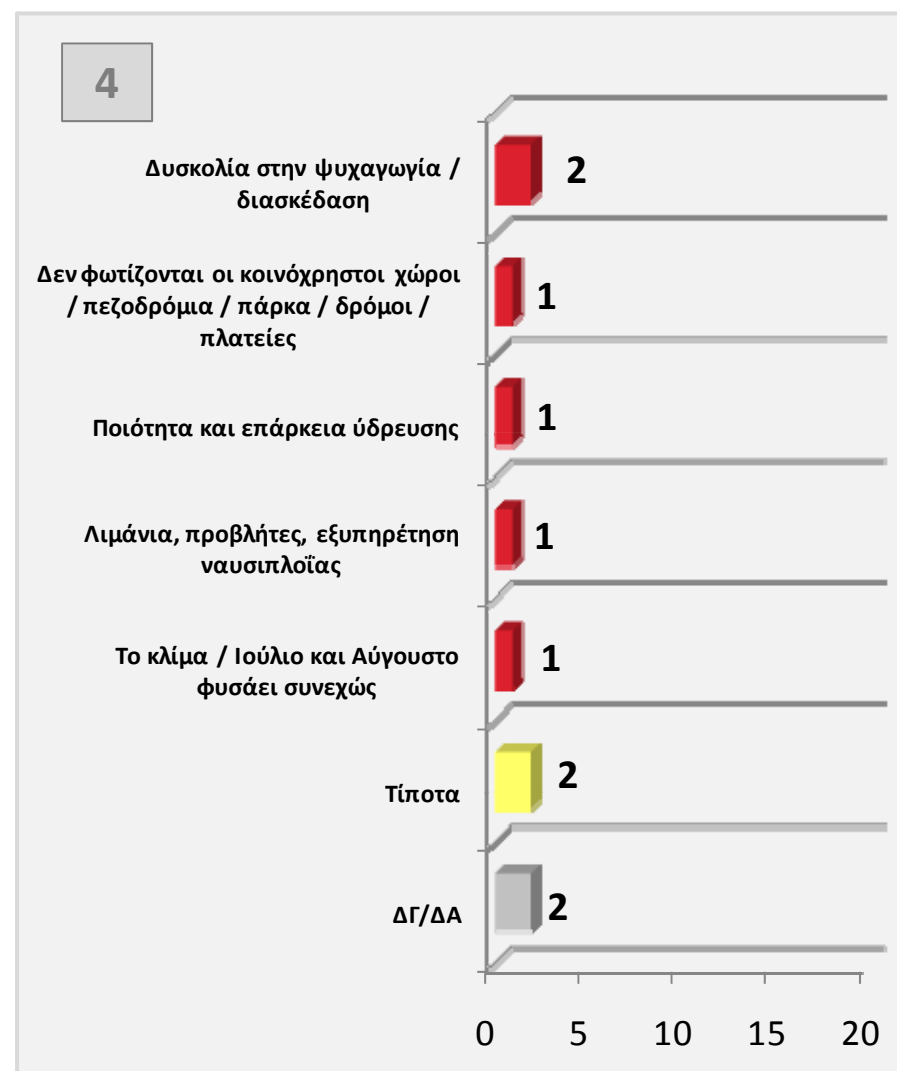 4
Δυσκολία στην ψυχαγωγία /
διασκέδαση
2
Δεν φωτίζονται οι κοινόχρηστοι χώροι
/ πεζοδρόμια / πάρκα / δρόμοι /
πλατείες
1
Ποιότητα και επάρκεια ύδρευσης
1
Λιμάνια, προβλήτες, εξυπηρέτηση
ναυσιπλοΐας
1
Το κλίμα / Ιούλιο και Αύγουστο
φυσάει συνεχώς
1
Τίποτα
2
ΔΓ/ΔΑ
2
0 5 10 15 20